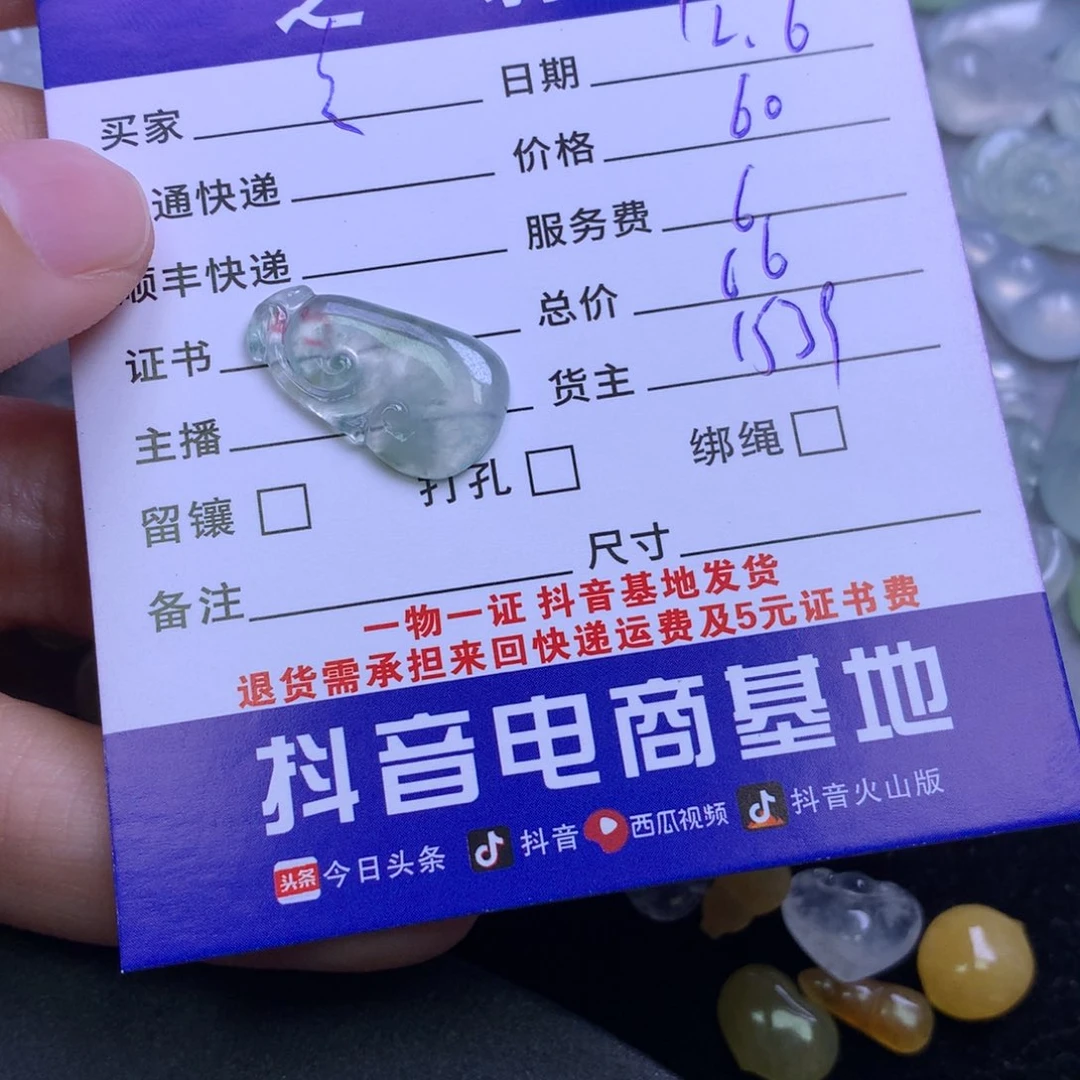 买家 日期 12.6
通快递 价格 60
顺丰快递 服务费 6
证书 总价 66
主播 货主
留镶 打孔 绑绳
备注 尺寸
一物一证 抖音基地发货
退货需承担来回快递运费及5元证书费
抖音电商基地
头条 今日头条 抖音 西瓜视频 抖音火山版